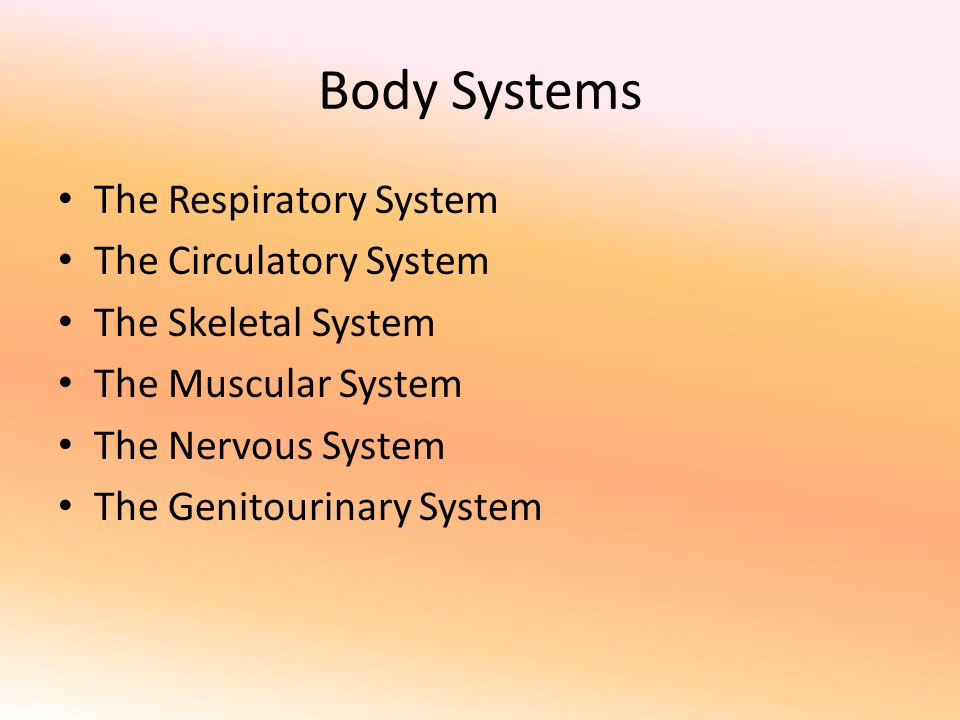 Body Systems
• The Respiratory System
• The Circulatory System
• The Skeletal System
• The Muscular System
• The Nervous System
• The Genitourinary System